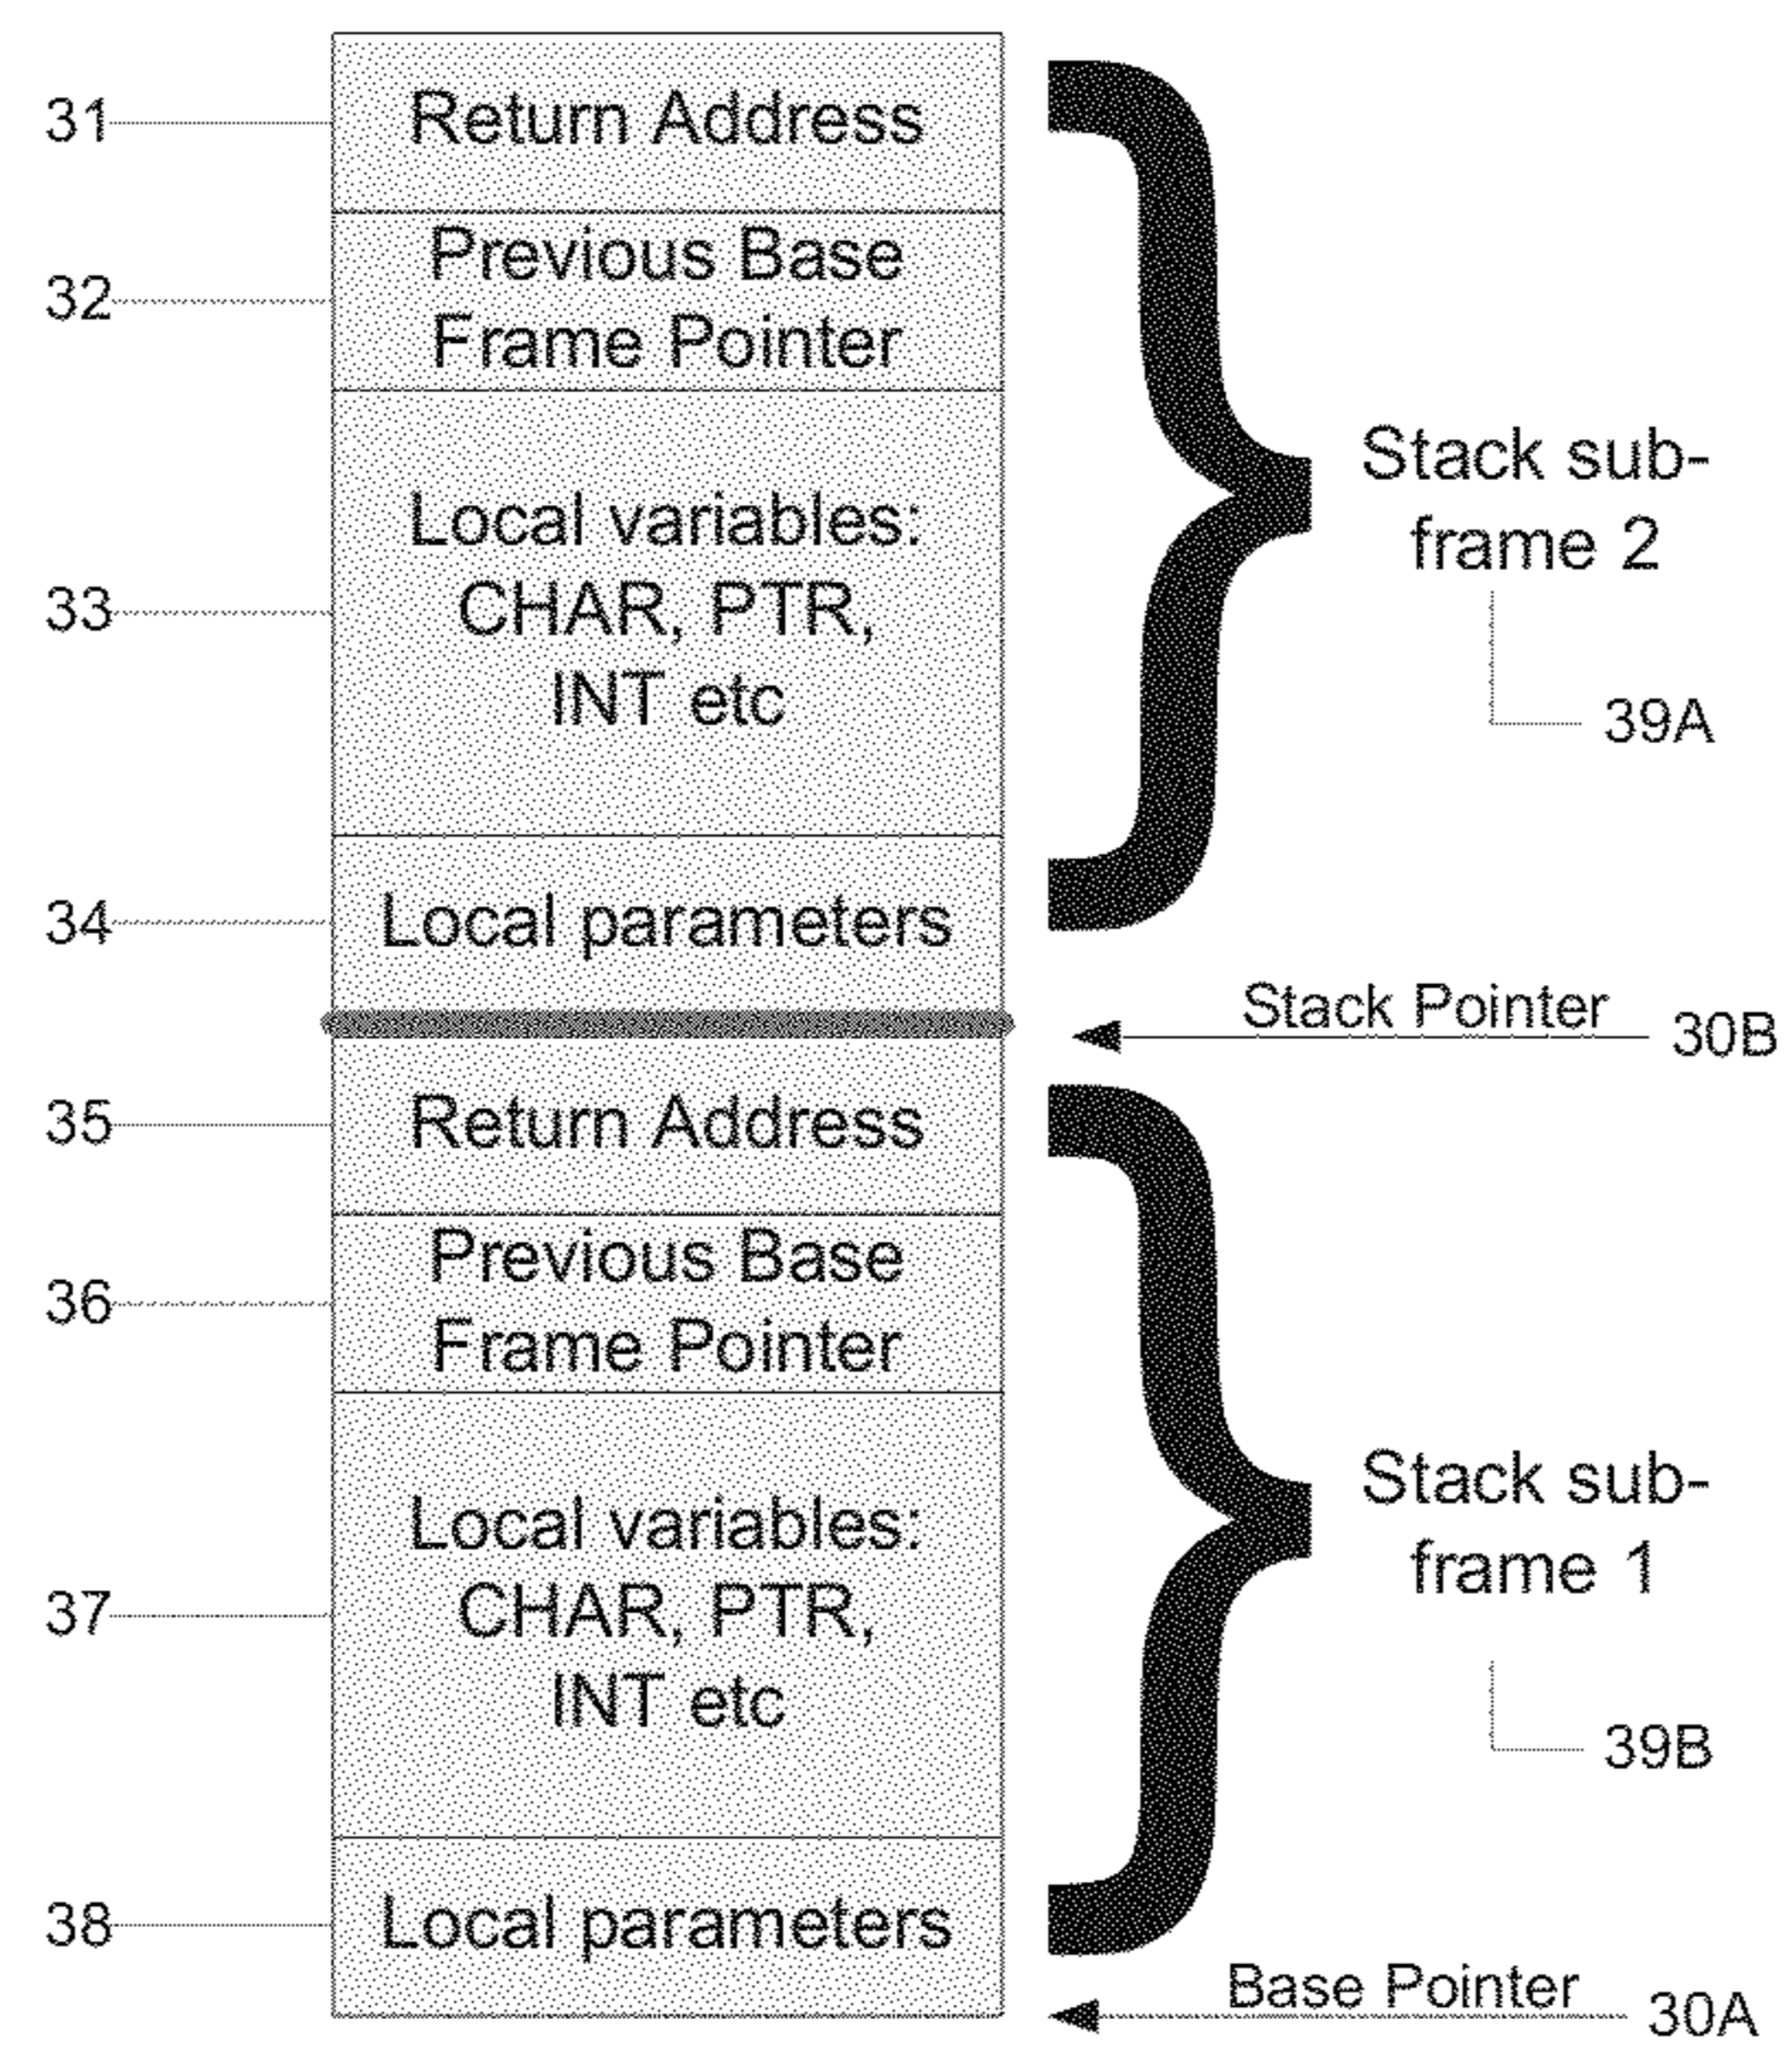 31
Return Address
32
Previous Base
Frame Pointer
33
Local variables:
CHAR, PTR,
INT etc
Stack sub-
frame 2
39A
34
Local parameters
Stack Pointer
30B
35
Return Address
36
Previous Base
Frame Pointer
37
Local variables:
CHAR, PTR,
INT etc
Stack sub-
frame 1
39B
38
Local parameters
Base Pointer
30A